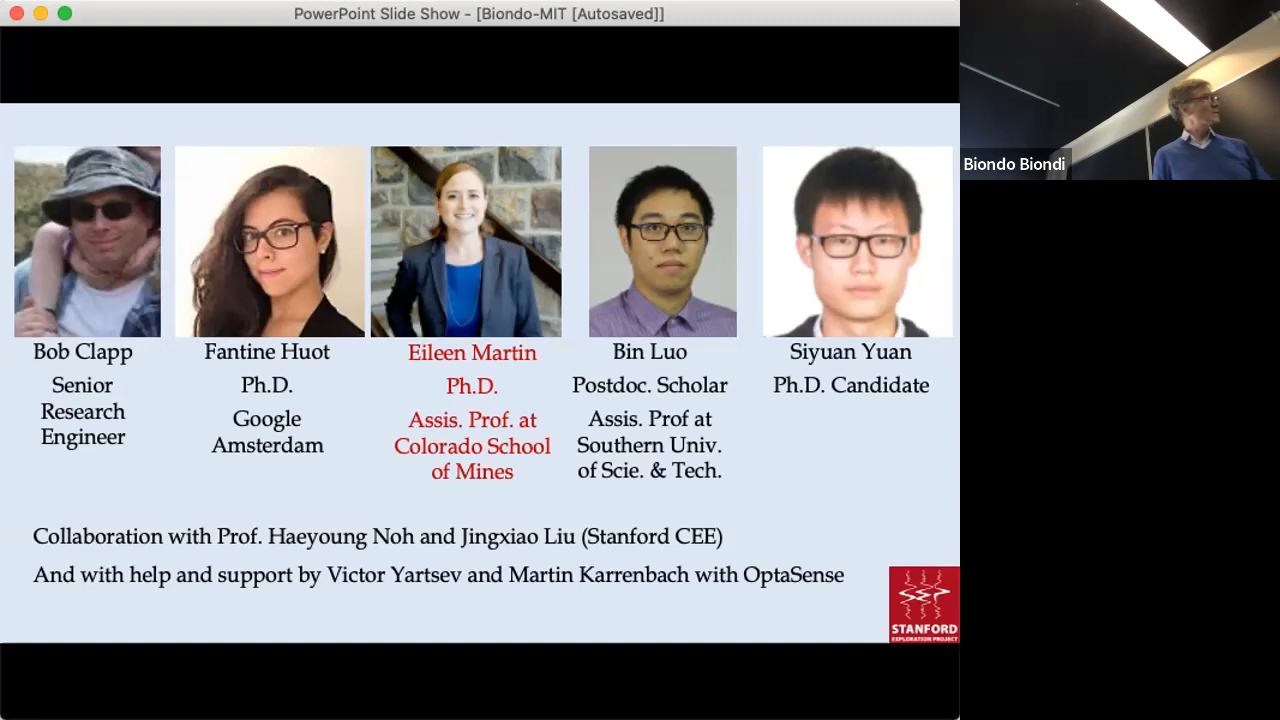 PowerPoint Slide Show - [Biondo-MIT [Autosaved]]
Biondo Biondi
Bob Clapp
Senior
Research
Engineer
Fantine Huot
Ph.D.
Google
Amsterdam
Eileen Martin
Ph.D.
Assis. Prof. at
Colorado School
of Mines
Bin Luo
Postdoc. Scholar
Assis. Prof at
Southern Univ.
of Scie. & Tech.
Siyuan Yuan
Ph.D. Candidate
Collaboration with Prof. Haeyoung Noh and Jingxiao Liu (Stanford CEE)
And with help and support by Victor Yartsev and Martin Karrenbach with OptaSense
SEP
STANFORD
EXPLORATION PROJECT